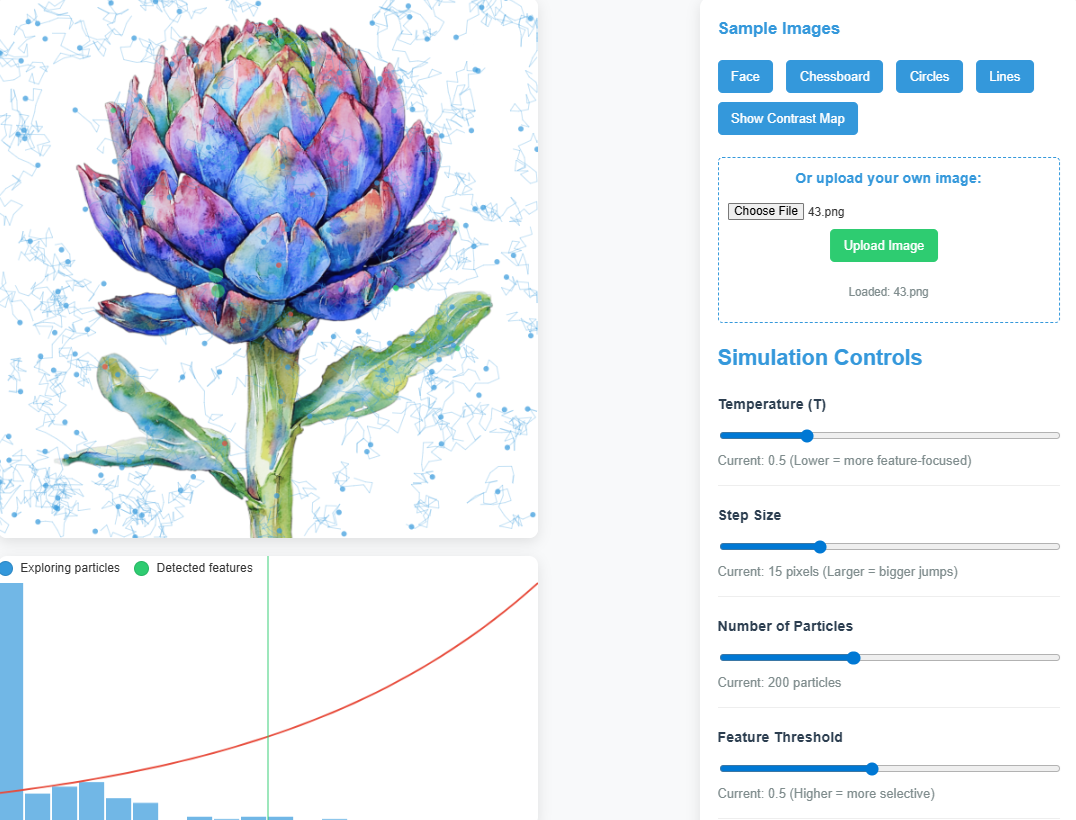 Sample Images
Face
Chessboard
Circles
Lines
Show Contrast Map
Or upload your own image:
Choose File 43.png
Upload Image
Loaded: 43.png
Simulation Controls
Temperature (T)
Current: 0.5 (Lower = more feature-focused)
Step Size
Current: 15 pixels (Larger = bigger jumps)
Number of Particles
Current: 200 particles
Feature Threshold
Current: 0.5 (Higher = more selective)
Exploring particles
Detected features